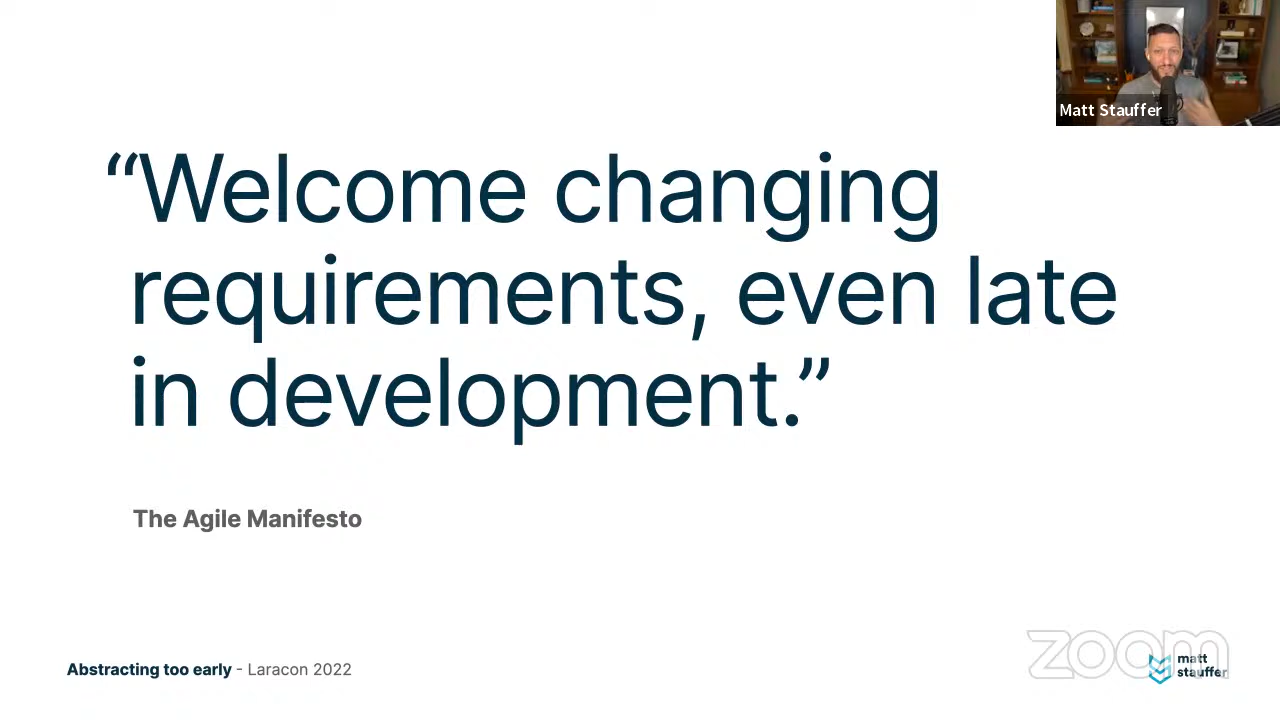 Matt Stauffer
“Welcome changing
requirements, even late
in development.”
The Agile Manifesto
Abstracting too early - Laracon 2022
zoom
matt
stauffer